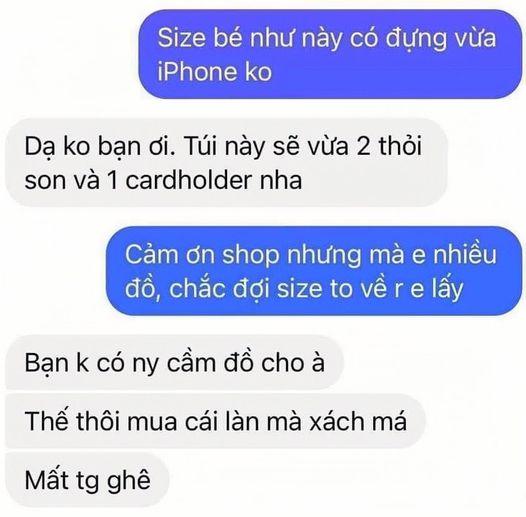 Size bé như này có đựng vừa
iPhone ko
Dạ ko bạn ơi. Túi này sẽ vừa 2 thỏi
son và 1 cardholder nha
Cảm ơn shop nhưng mà e nhiều
đồ, chắc đợi size to về r e lấy
Bạn k có ny cầm đồ cho à
Thế thôi mua cái làn mà xách má
Mất tg ghê